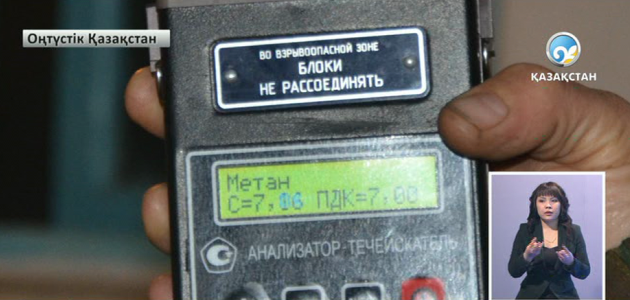 Оңтүстік Қазақстан
ҚАЗАҚСТАН
ВО ВЗРЫВООПАСНОЙ ЗОНЕ
БЛОКИ
НЕ РАССОЕДИНЯТЬ
Метан
С=7,06 ПДК=7,00
АНАЛИЗАТОР-ТЕЧЕИСКАТЕЛЬ